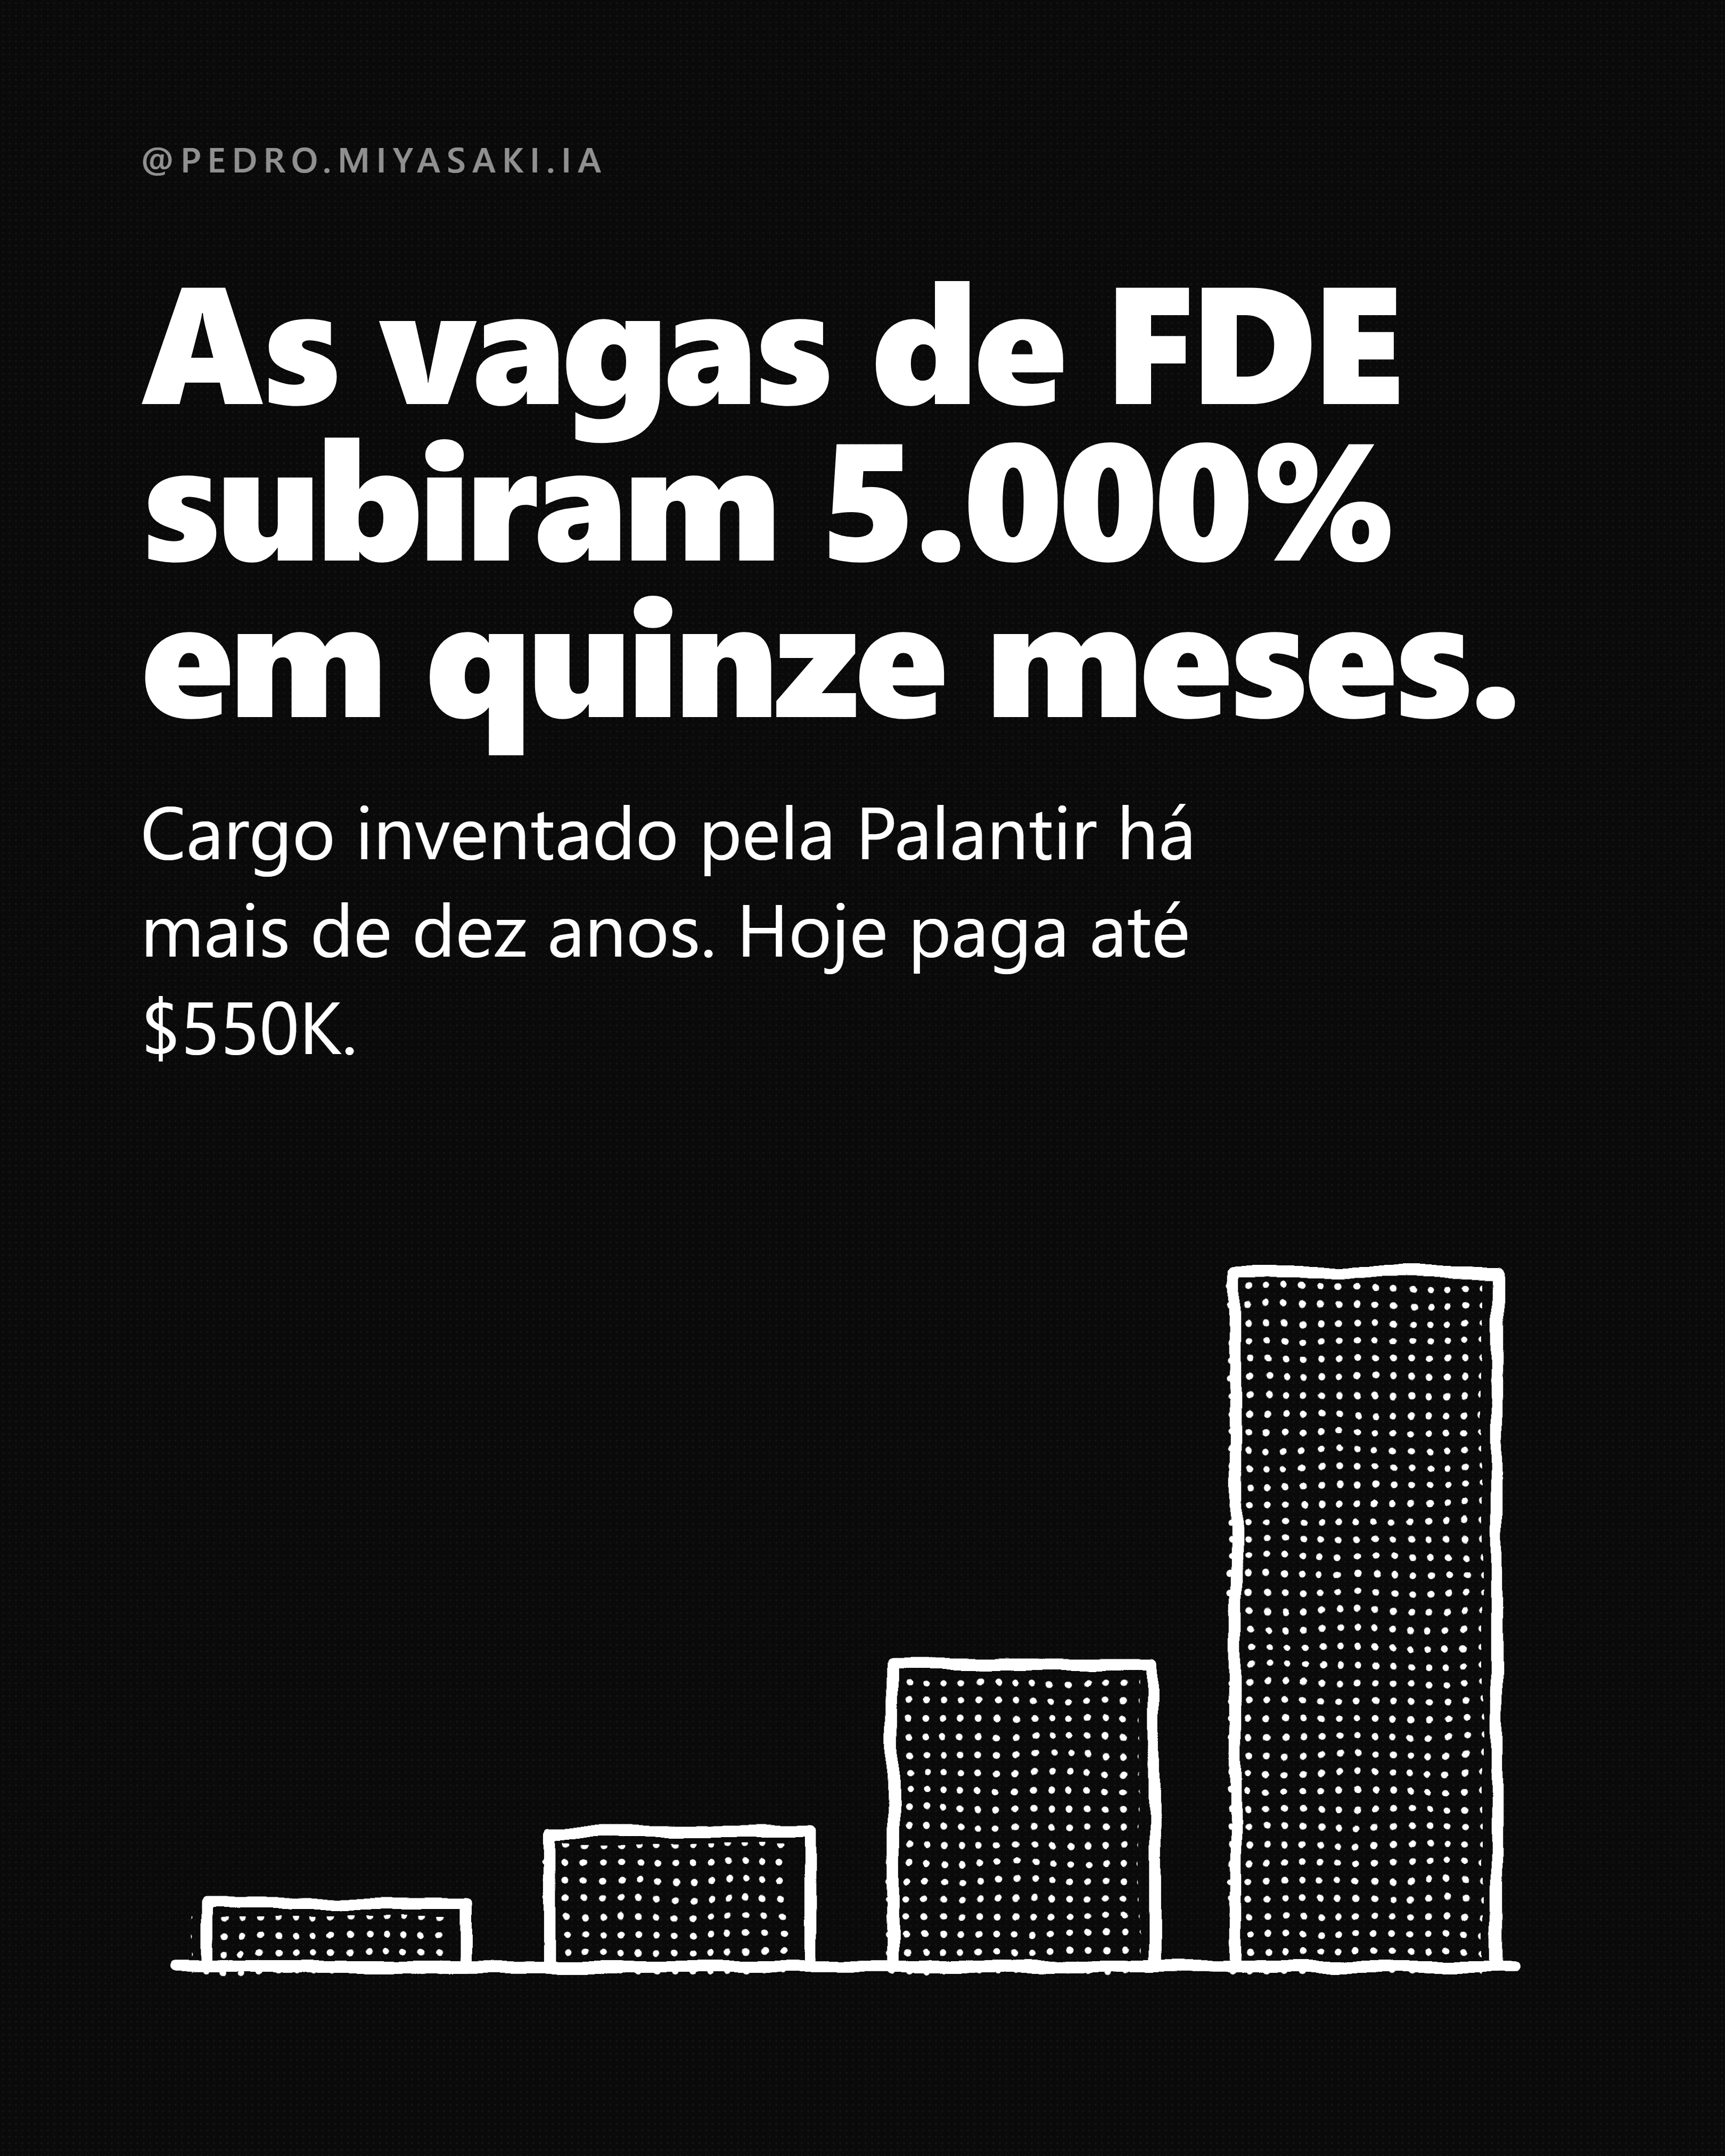 @PEDRO.MIYASAKI.IA
As vagas de FDE
subiram 5.000%
em quinze meses.
Cargo inventado pela Palantir há
mais de dez anos. Hoje paga até
$550K.